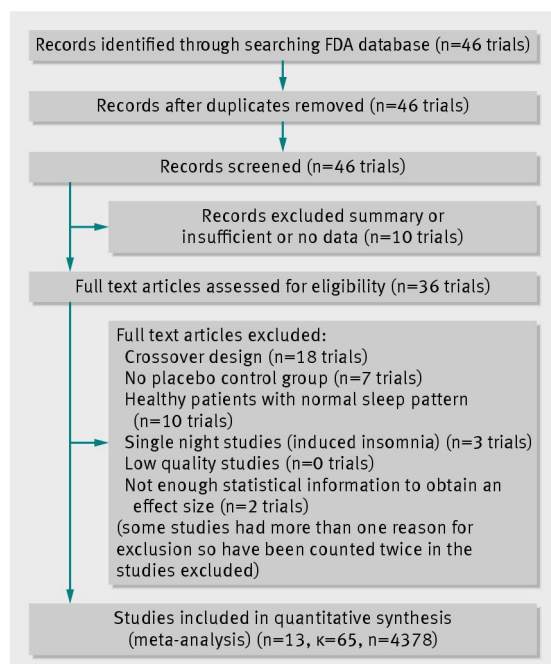 Records identified through searching FDA database (n=46 trials)
Records after duplicates removed (n=46 trials)
Records screened (n=46 trials)
Records excluded summary or
insufficient or no data (n=10 trials)
Full text articles assessed for eligibility (n=36 trials)
Full text articles excluded:
Crossover design (n=18 trials)
No placebo control group (n=7 trials)
Healthy patients with normal sleep pattern
(n=10 trials)
Single night studies (induced insomnia) (n=3 trials)
Low quality studies (n=0 trials)
Not enough statistical information to obtain an
effect size (n=2 trials)
(some studies had more than one reason for
exclusion so have been counted twice in the
studies excluded)
Studies included in quantitative synthesis
(meta-analysis) (n=13, κ=65, n=4378)